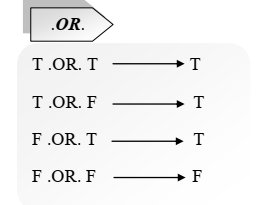 .OR.
T .OR. T → T
T .OR. F → T
F .OR. T → T
F .OR. F → F